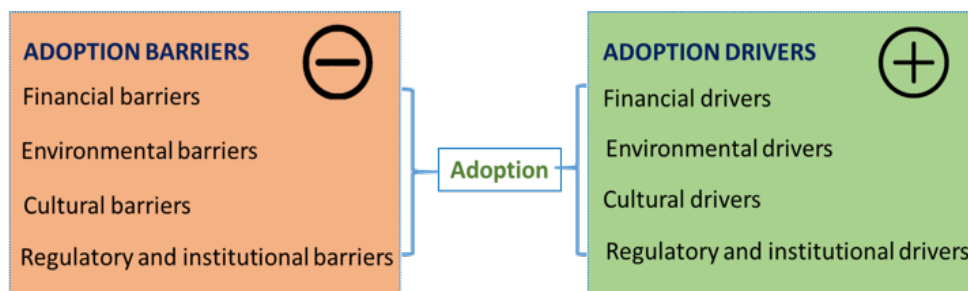 ADOPTION BARRIERS
Financial barriers
Environmental barriers
Cultural barriers
Regulatory and institutional barriers
Adoption
ADOPTION DRIVERS
Financial drivers
Environmental drivers
Cultural drivers
Regulatory and institutional drivers